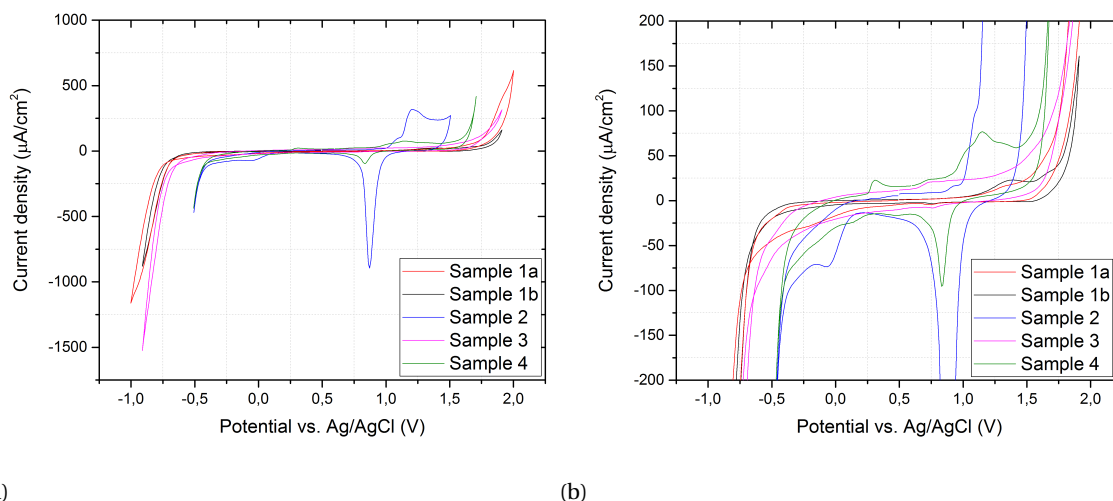 1000
500
0
-500
-1000
-1500
Current density (µA/cm²)
-1,0 -0,5 0,0 0,5 1,0 1,5 2,0
Potential vs. Ag/AgCl (V)
Sample 1a
Sample 1b
Sample 2
Sample 3
Sample 4
)
200
150
100
50
0
-50
-100
-150
-200
Current density (µA/cm²)
-1,0 -0,5 0,0 0,5 1,0 1,5 2,0
Potential vs. Ag/AgCl (V)
Sample 1a
Sample 1b
Sample 2
Sample 3
Sample 4
(b)